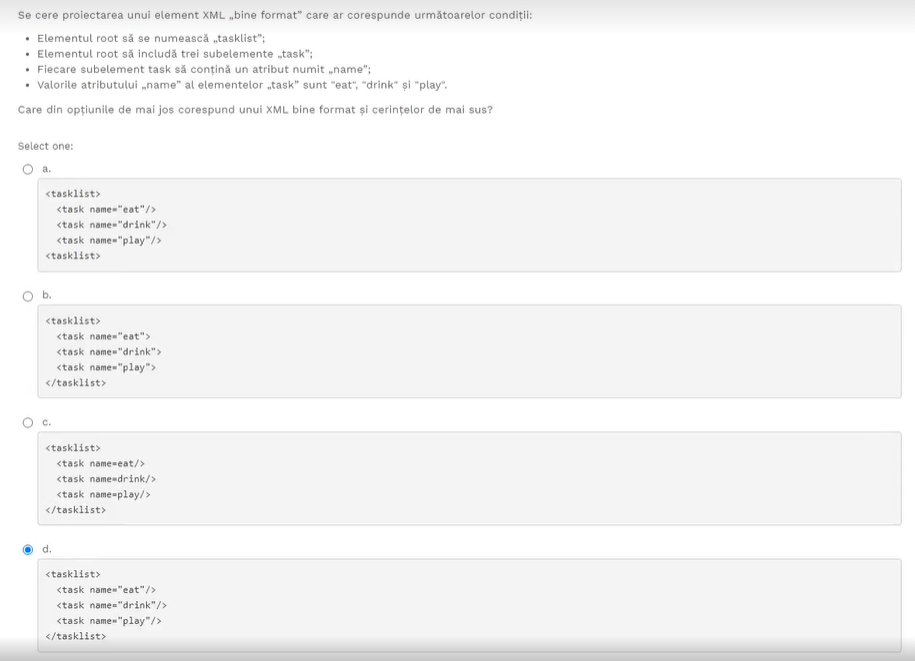 Se cere proiectarea unui element XML „bine format” care ar corespunde următoarelor condiții:
• Elementul root să se numească „tasklist”;
• Elementul root să includă trei subelemente „task”;
• Fiecare subelement task să conțină un atribut numit „name”;
• Valorile atributului „name” al elementelor „task” sunt "eat", "drink" și "play".
Care din opțiunile de mai jos corespund unui XML bine format și cerințelor de mai sus?
Select one:
a.
<tasklist>
  <task name="eat"/>
  <task name="drink"/>
  <task name="play"/>
<tasklist>
b.
<tasklist>
  <task name="eat">
  <task name="drink">
  <task name="play">
</tasklist>
c.
<tasklist>
  <task name=eat/>
  <task name=drink/>
  <task name=play/>
</tasklist>
d.
<tasklist>
  <task name="eat"/>
  <task name="drink"/>
  <task name="play"/>
</tasklist>